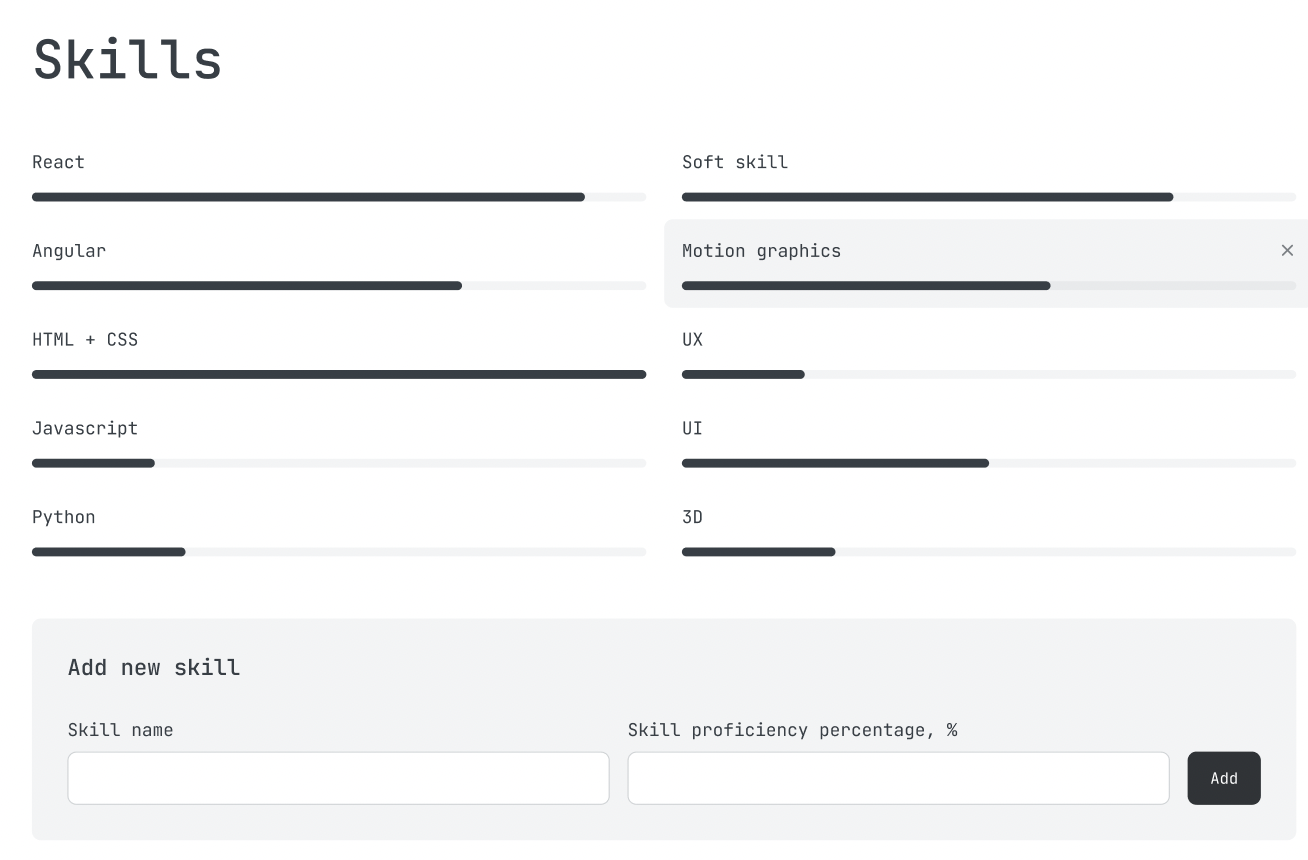 Skills
React
Angular
HTML + CSS
Javascript
Python
Soft skill
Motion graphics
UX
UI
3D
Add new skill
Skill name
Skill proficiency percentage, %
Add